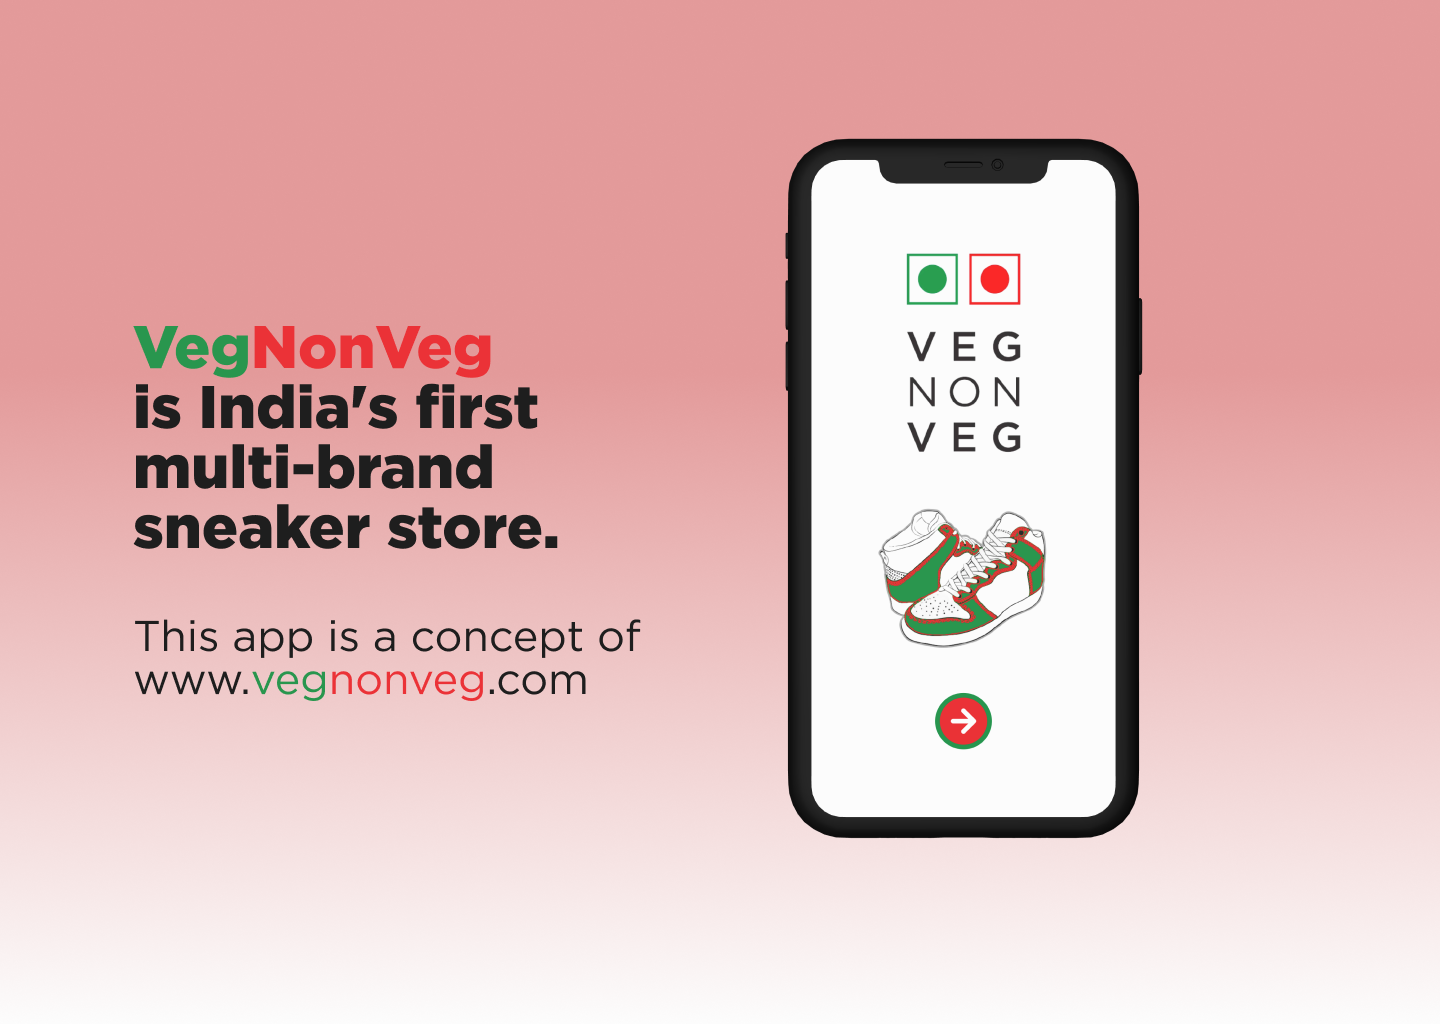 VegNonVeg
is India's first
multi-brand
sneaker store.
This app is a concept of
www.vegnonveg.com
VEG
NON
VEG